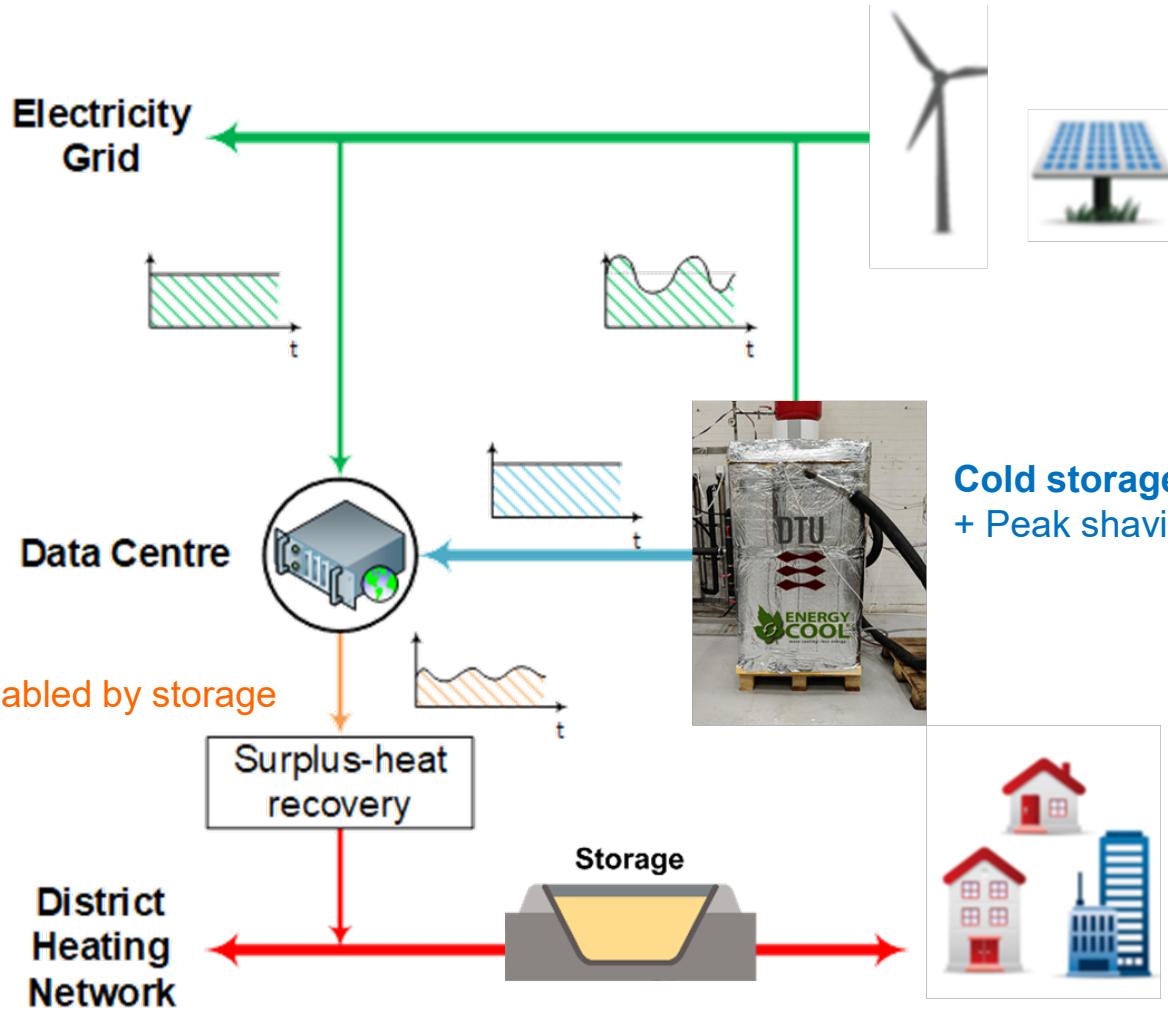 Electricity
Grid
t
t
t
Data Centre
DTU
ENERGY
COOL
Cold storage
+ Peak shavi
abled by storage
t
Surplus-heat
recovery
Storage
District
Heating
Network